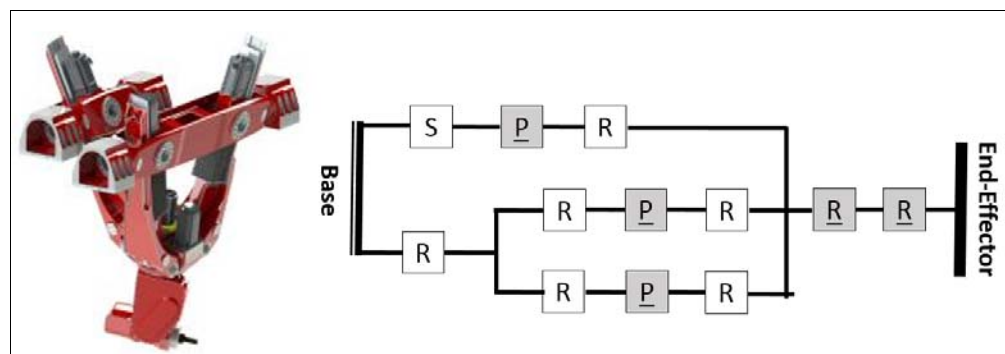 S P R
Base
R P R
R
R P R
R R
End-Effector